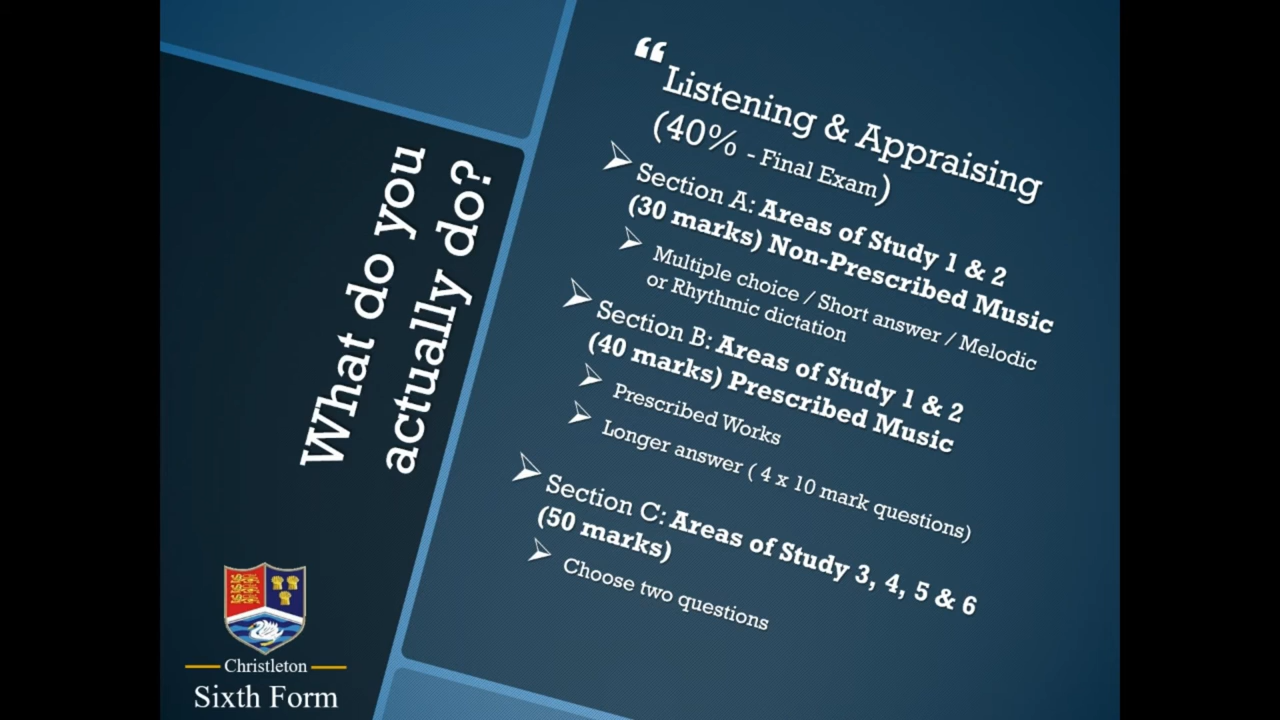 What do you
actually do?
“
Listening & Appraising
(40% - Final Exam)
Section A: Areas of Study 1 & 2
(30 marks) Non-Prescribed Music
Multiple choice / Short answer / Melodic
or Rhythmic dictation
Section B: Areas of Study 1 & 2
(40 marks) Prescribed Music
Prescribed Works
Longer answer ( 4 x 10 mark questions)
Section C: Areas of Study 3, 4, 5 & 6
(50 marks)
Choose two questions
Christleton
Sixth Form